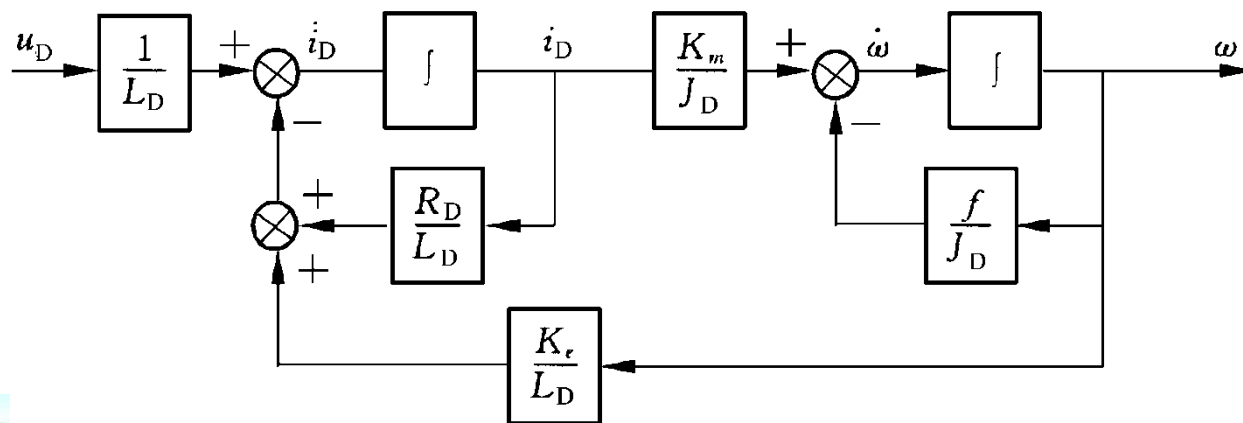 u_D
1/L_D
+
i̇_D
∫
i_D
K_m/J_D
+
ω̇
∫
ω
−
−
+
R_D/L_D
f/J_D
+
K_e/L_D